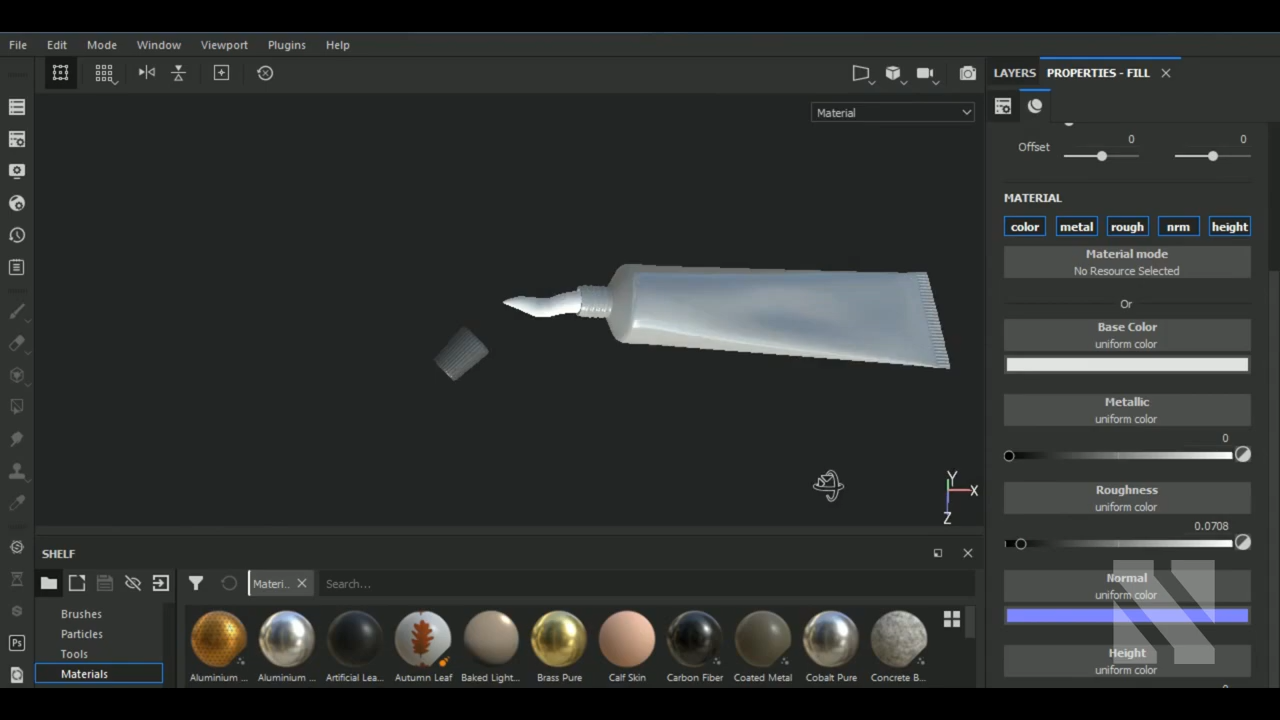 File Edit Mode Window Viewport Plugins Help
LAYERS PROPERTIES - FILL
Material
0 0
Offset
MATERIAL
color metal rough nrm height
Material mode
No Resource Selected
Or
Base Color
uniform color
Metallic
uniform color
0
Roughness
uniform color
0.0708
Normal
uniform color
Height
uniform color
Y
X
Z
SHELF
Materi.. Search...
Brushes
Particles
Tools
Materials
Ps
Aluminium ... Aluminium ... Artificial Lea... Autumn Leaf Baked Light... Brass Pure Calf Skin Carbon Fiber Coated Metal Cobalt Pure Concrete B...
N